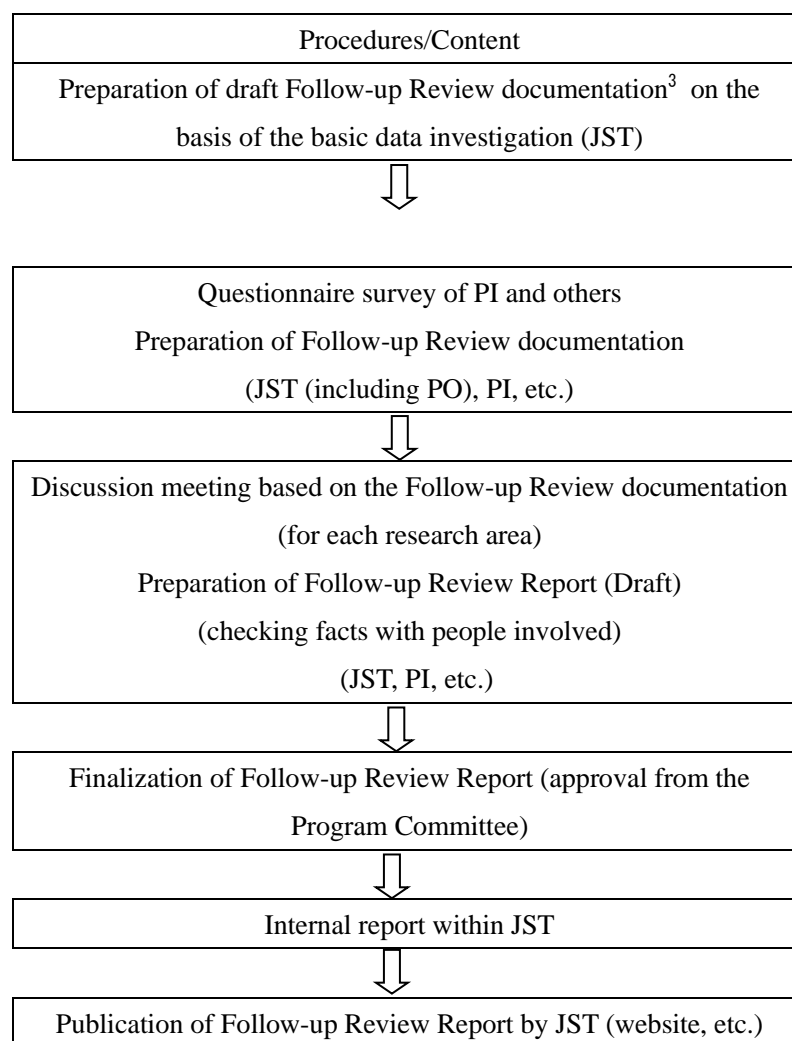 Procedures/Content
Preparation of draft Follow-up Review documentation³ on the
basis of the basic data investigation (JST)
Questionnaire survey of PI and others
Preparation of Follow-up Review documentation
(JST (including PO), PI, etc.)
Discussion meeting based on the Follow-up Review documentation
(for each research area)
Preparation of Follow-up Review Report (Draft)
(checking facts with people involved)
(JST, PI, etc.)
Finalization of Follow-up Review Report (approval from the
Program Committee)
Internal report within JST
Publication of Follow-up Review Report by JST (website, etc.)